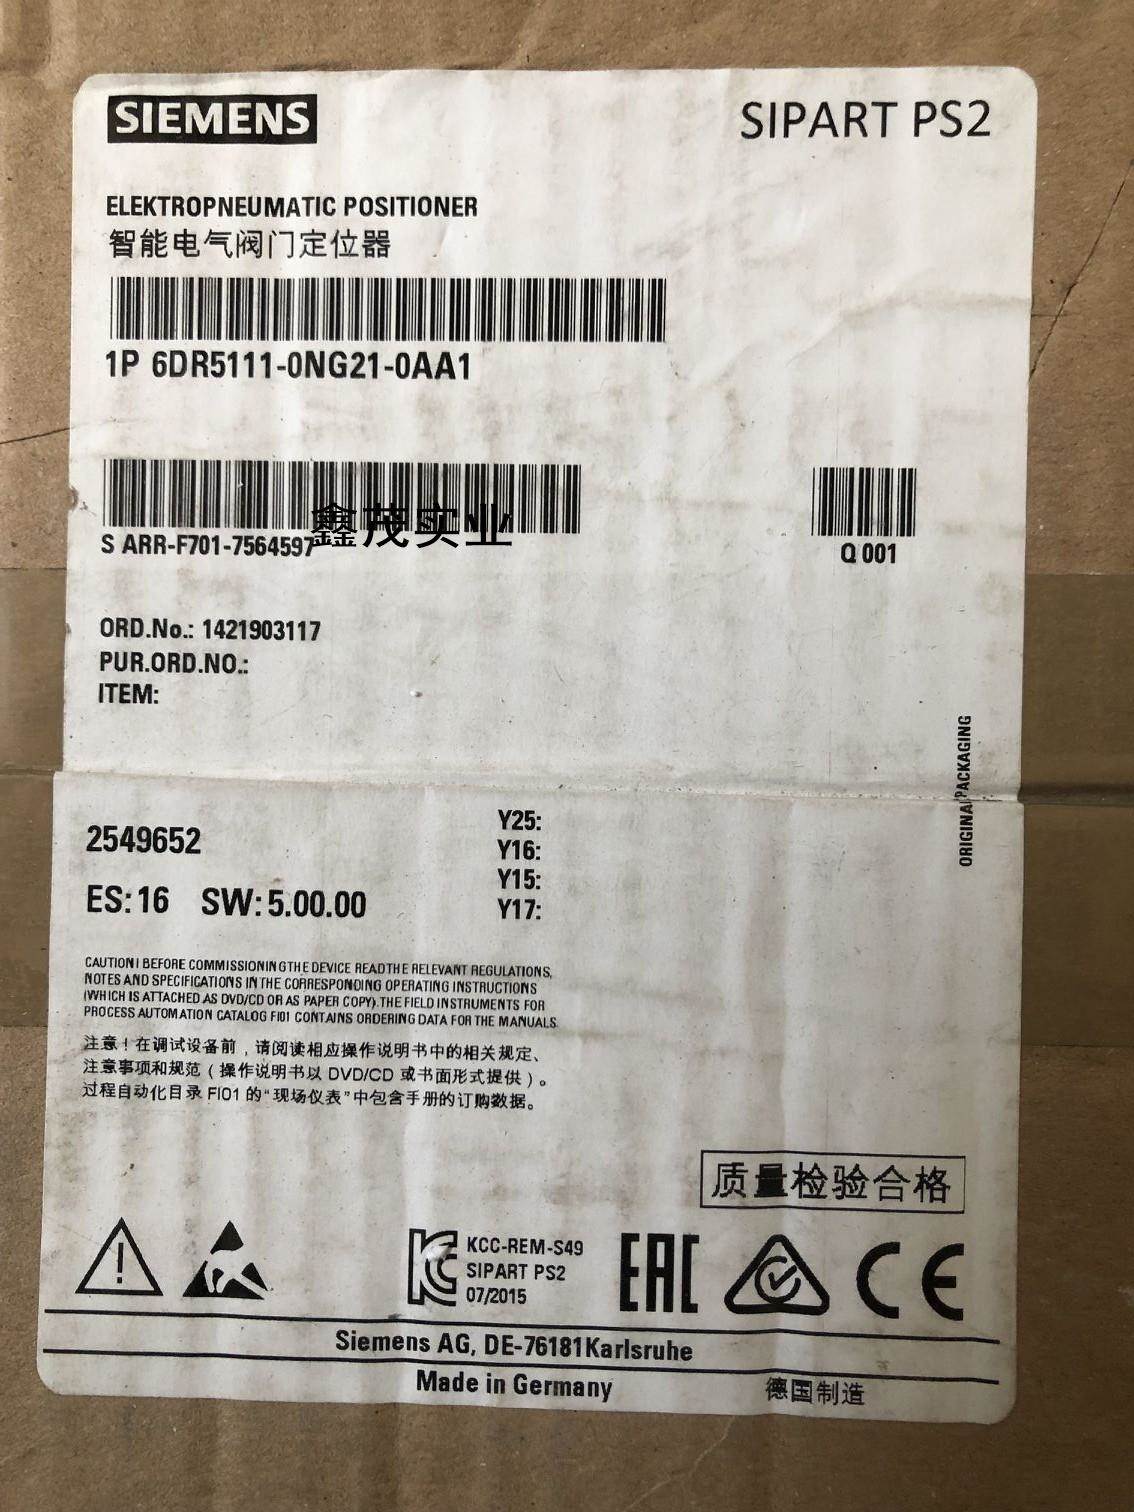 SIEMENS
SIPART PS2
ELEKTROPNEUMATIC POSITIONER
智能电气阀门定位器
1P 6DR5111-0NG21-0AA1
S ARR-F701-7564597
鑫茂实业
Q 001
ORD.No.: 1421903117
PUR.ORD.NO.:
ITEM:
ORIGINAL PACKAGING
2549652
ES: 16 SW: 5.00.00
Y25:
Y16:
Y15:
Y17:
CAUTION! BEFORE COMMISSIONING THE DEVICE READ THE RELEVANT REGULATIONS,
NOTES AND SPECIFICATIONS IN THE CORRESPONDING OPERATING INSTRUCTIONS
(WHICH IS ATTACHED AS DVD/CD OR AS PAPER COPY). THE FIELD INSTRUMENTS FOR
PROCESS AUTOMATION CATALOG FI01 CONTAINS ORDERING DATA FOR THE MANUALS
注意！在调试设备前，请阅读相应操作说明书中的相关规定、
注意事项和规范（操作说明书以 DVD/CD 或书面形式提供）。
过程自动化目录 FI01 的“现场仪表”中包含手册的订购数据。
质量检验合格
KCC-REM-S49
SIPART PS2
07/2015
EAC
CE
Siemens AG, DE-76181 Karlsruhe
Made in Germany
德国制造